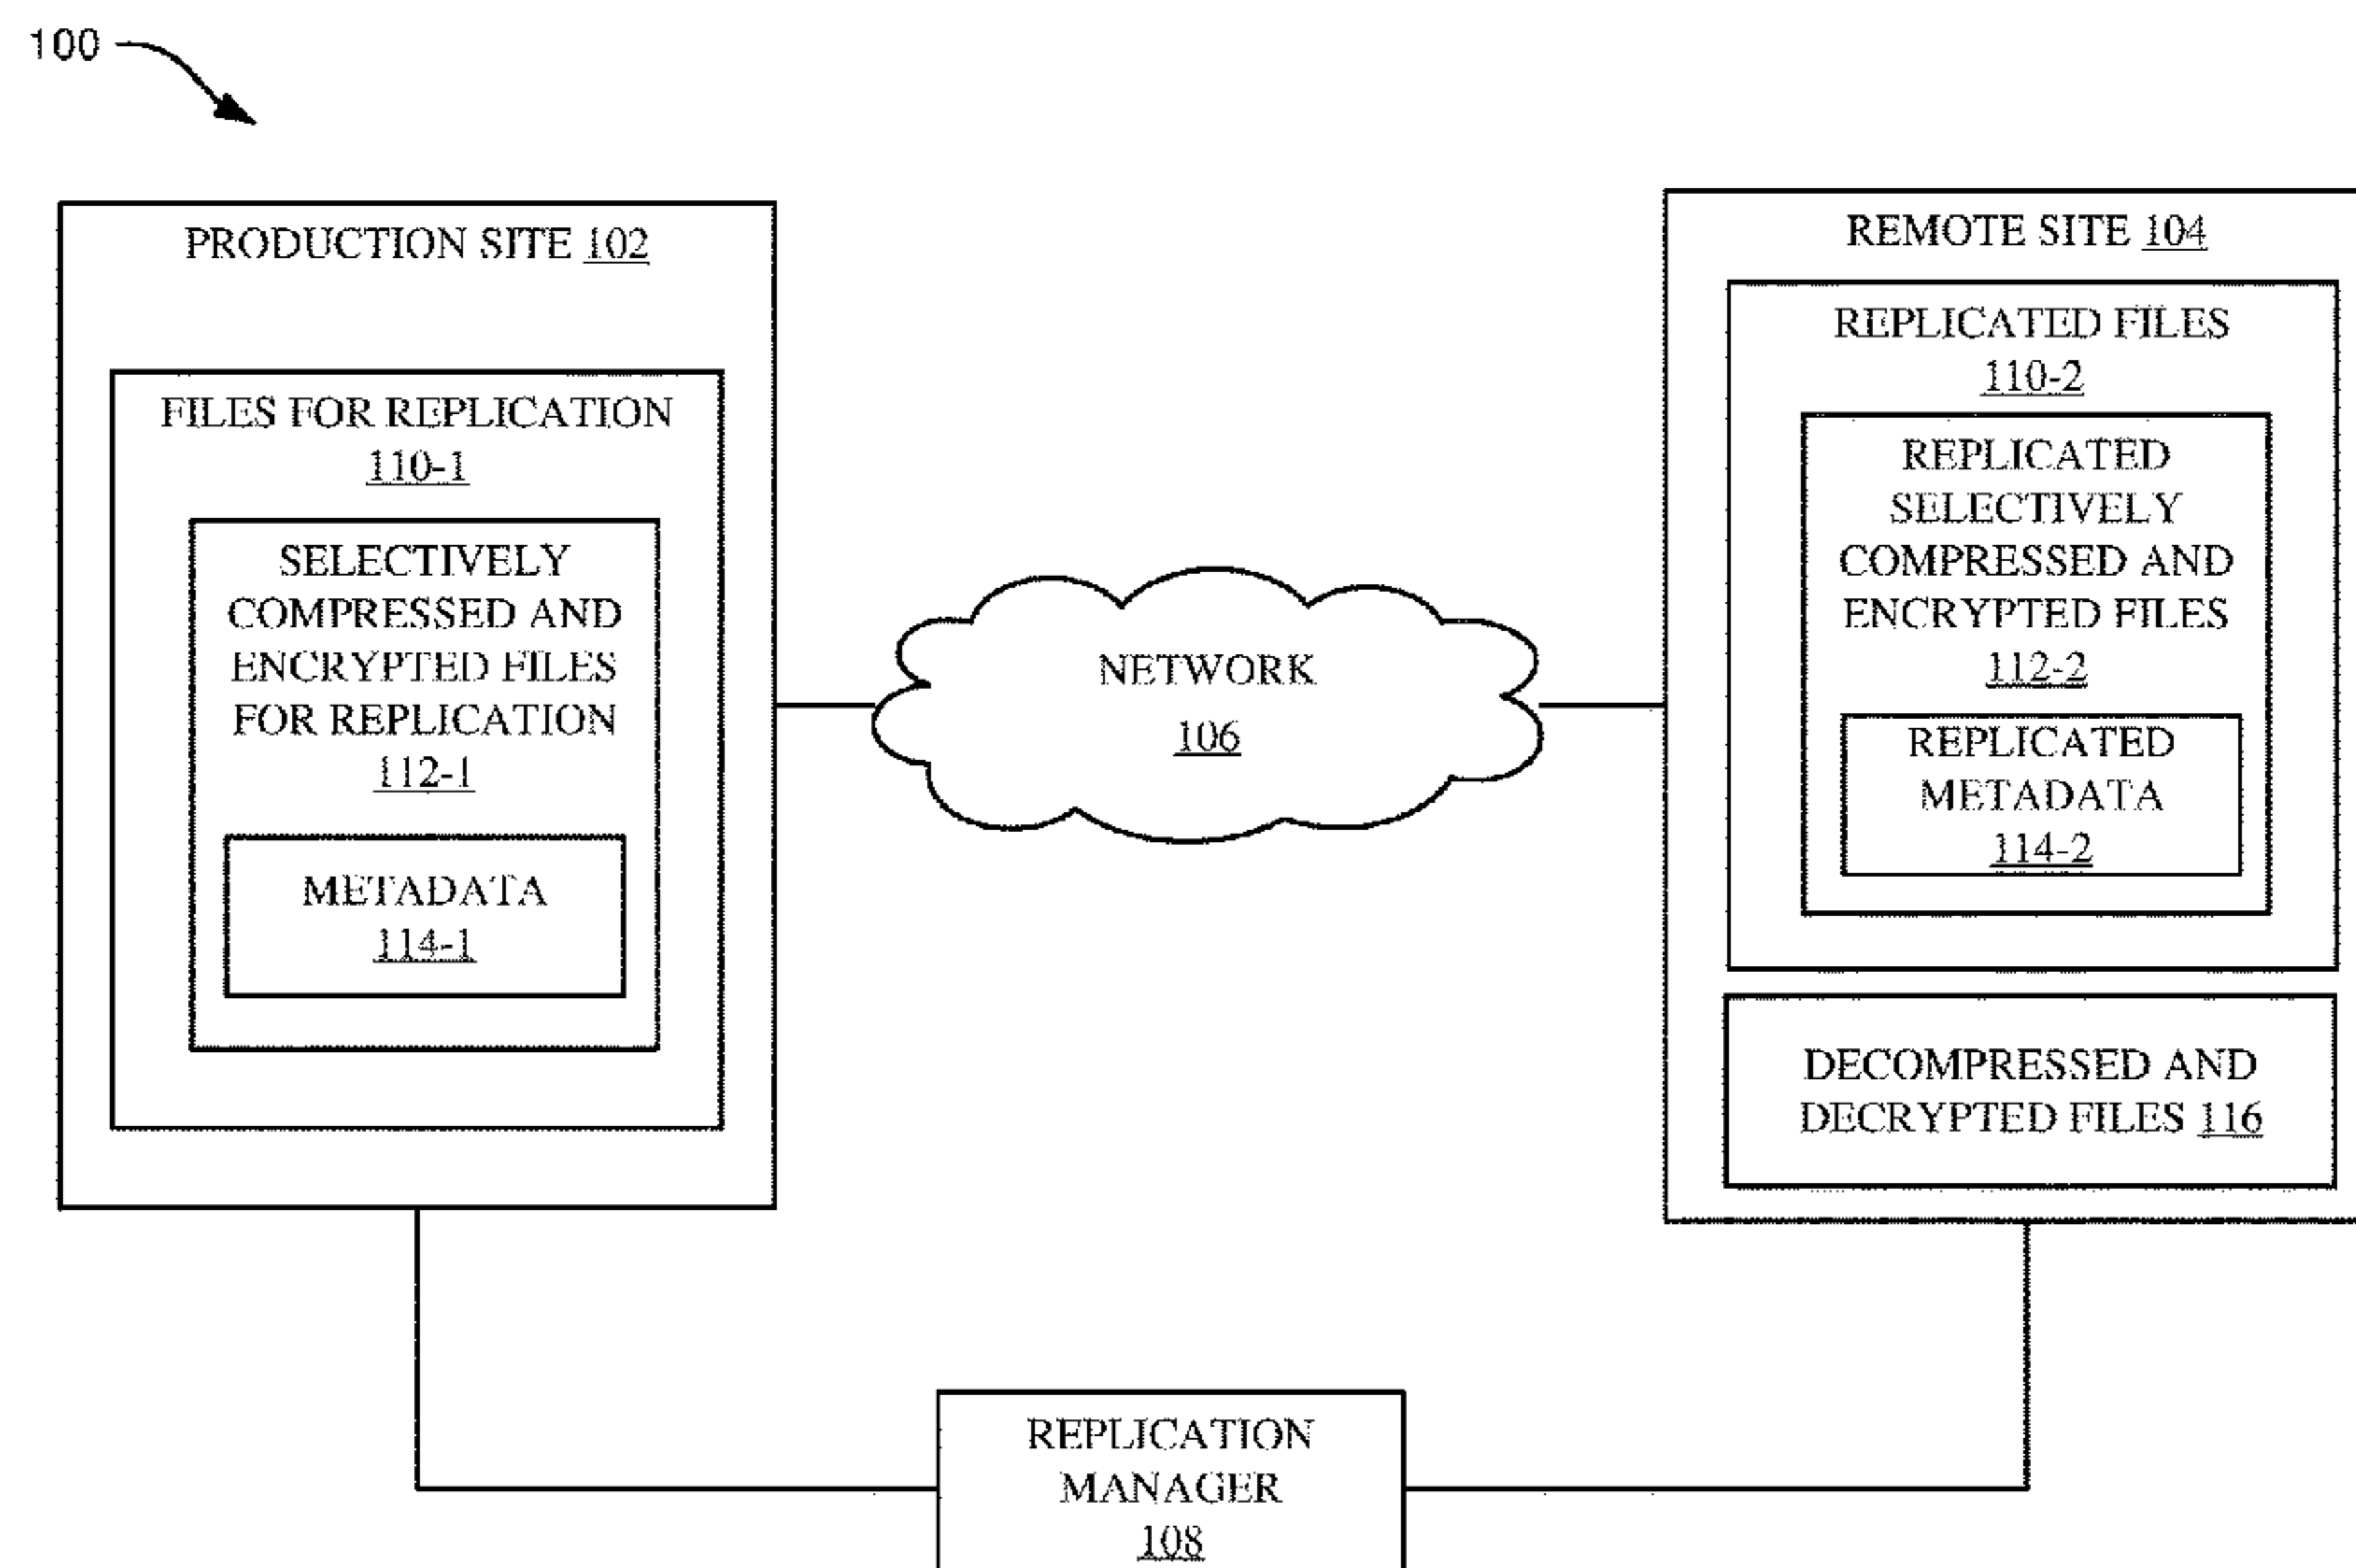 100
PRODUCTION SITE 102
FILES FOR REPLICATION
110-1
SELECTIVELY
COMPRESSED AND
ENCRYPTED FILES
FOR REPLICATION
112-1
METADATA
114-1
NETWORK
106
REMOTE SITE 104
REPLICATED FILES
110-2
REPLICATED
SELECTIVELY
COMPRESSED AND
ENCRYPTED FILES
112-2
REPLICATED
METADATA
114-2
DECOMPRESSED AND
DECRYPTED FILES 116
REPLICATION
MANAGER
108